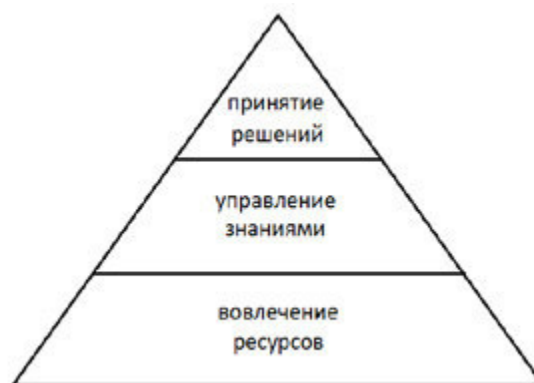 принятие
решений
управление
знаниями
вовлечение
ресурсов